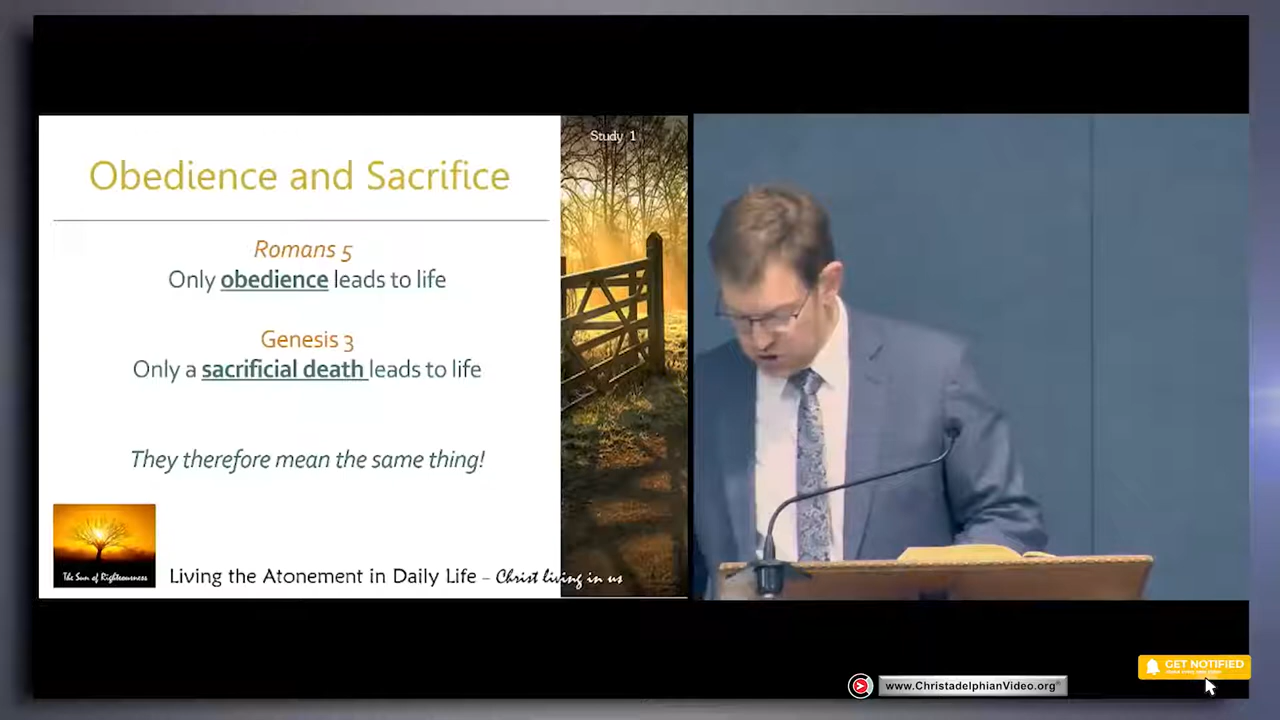 Study 1
Obedience and Sacrifice
Romans 5
Only obedience leads to life
Genesis 3
Only a sacrificial death leads to life
They therefore mean the same thing!
The Sun of Righteousness
Living the Atonement in Daily Life – Christ living in us
GET NOTIFIED
www.ChristadelphianVideo.org